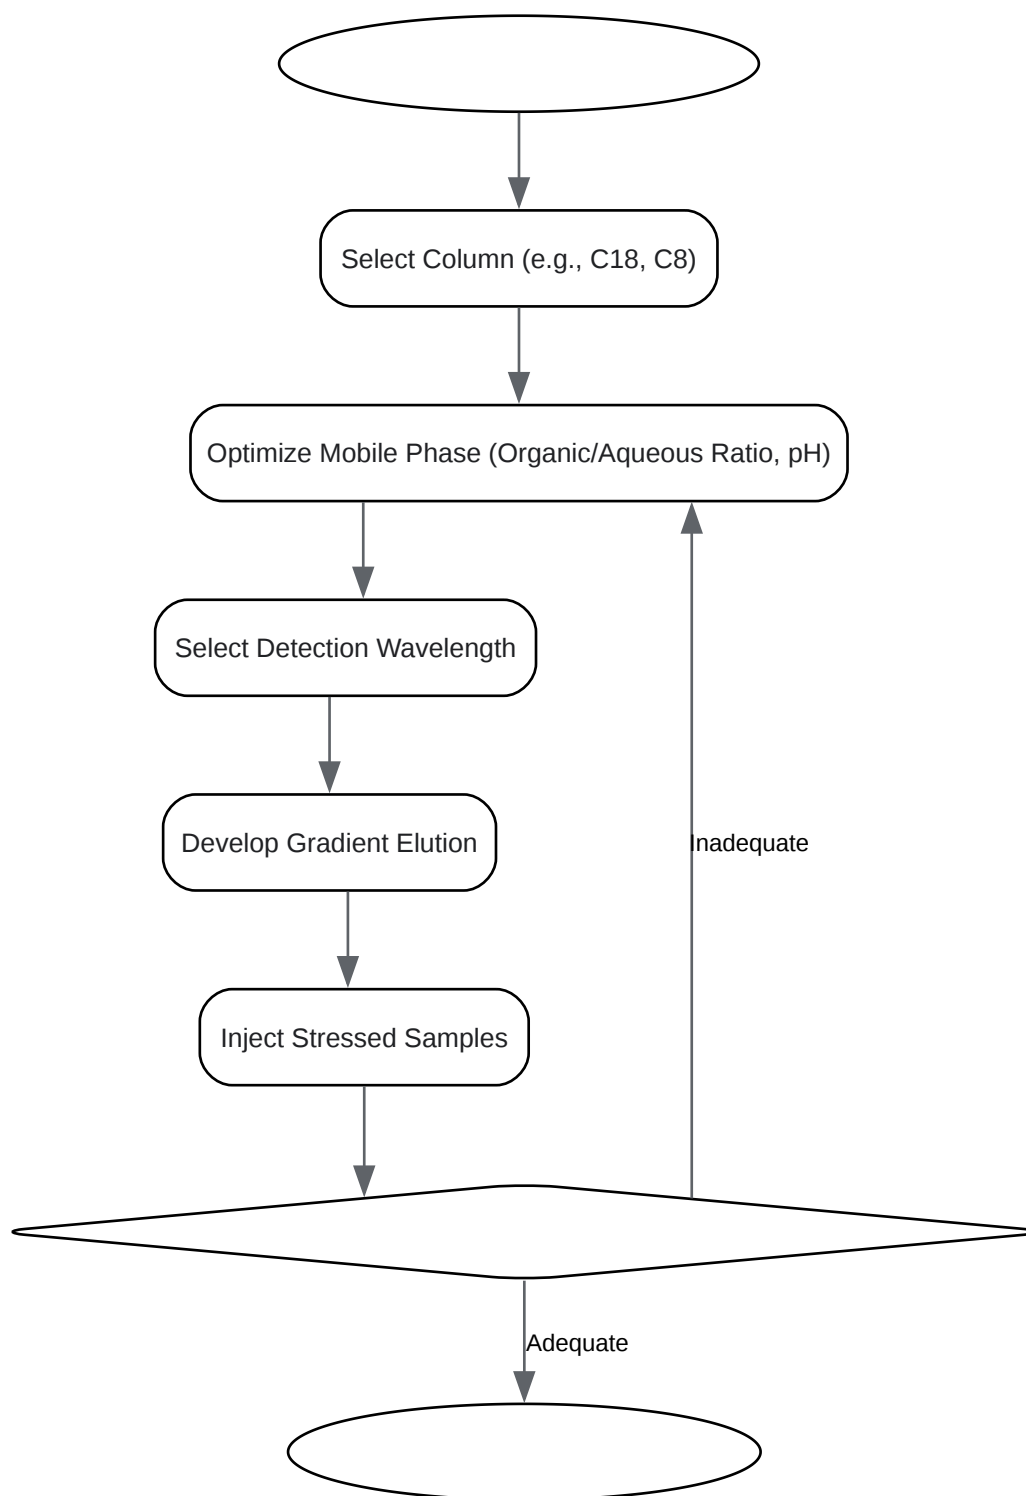 Select Column (e.g., C18, C8)
Optimize Mobile Phase (Organic/Aqueous Ratio, pH)
Select Detection Wavelength
Develop Gradient Elution
Inadequate
Inject Stressed Samples
Adequate